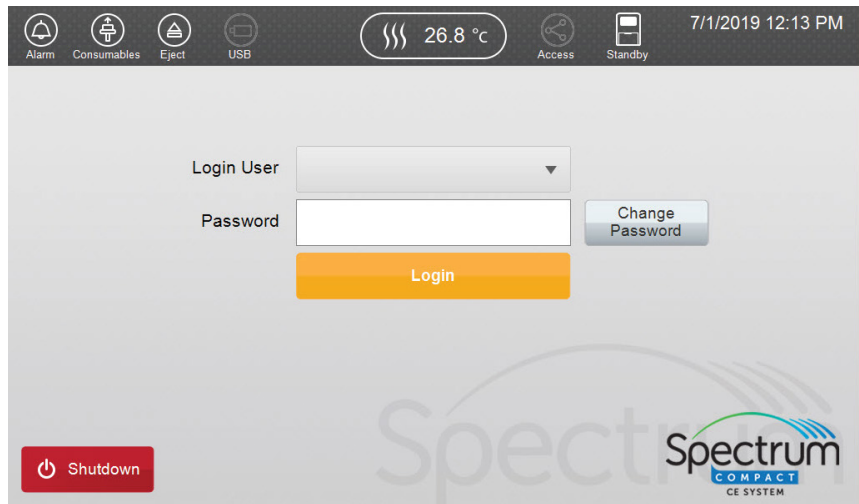 Alarm
Consumables
Eject
USB
26.8 °C
Access
Standby
7/1/2019 12:13 PM
Login User
Password
Change
Password
Login
Spectrum
Shutdown
Spectrum
COMPACT
CE SYSTEM